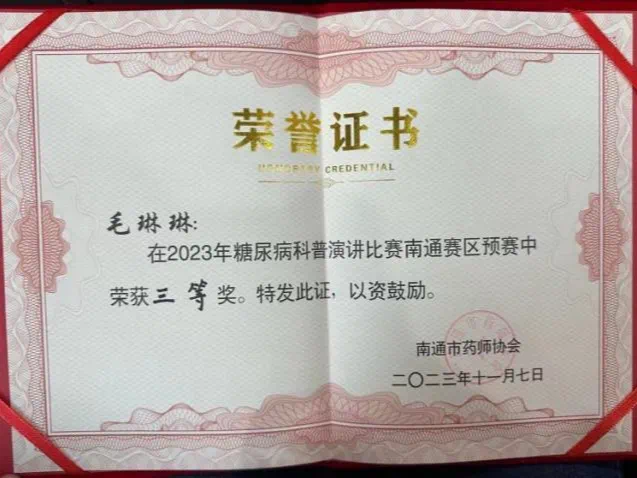 荣誉证书
HONORARY CREDENTIAL
毛琳琳:
在2023年糖尿病科普演讲比赛南通赛区预赛中
荣获三等奖。特发此证，以资鼓励。
南通市药师协会
二〇二三年十一月七日